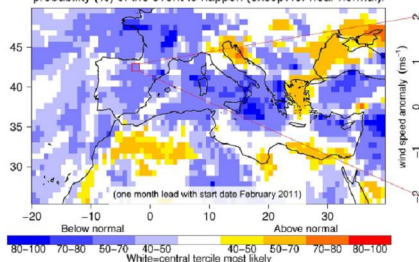 probability (%) of the event to happen (except for near normal).
45
40
35
30
−20 −10 0 10 20 30
(one month lead with start date February 2011)
wind speed anomaly (ms⁻¹)
2
1
0
−1
−2
Below normal Above normal
80−100 70−80 50−70 40−50 40−50 50−70 70−80 80−100
White=central tercile most likely